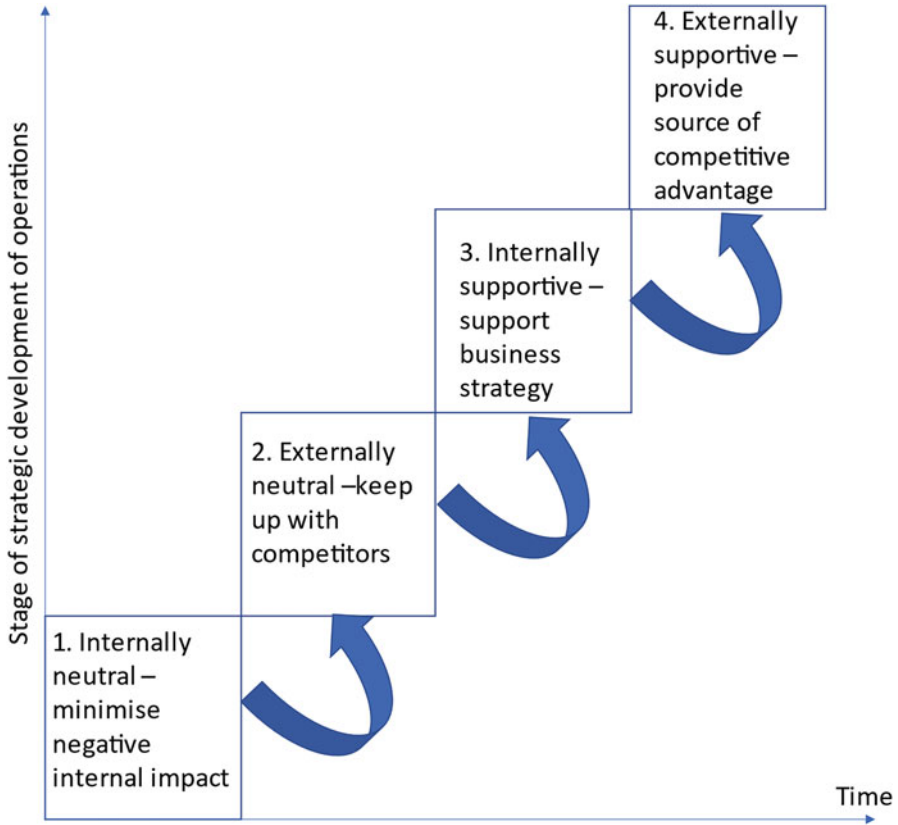 Stage of strategic development of operations
4. Externally
supportive –
provide
source of
competitive
advantage
3. Internally
supportive –
support
business
strategy
2. Externally
neutral –keep
up with
competitors
1. Internally
neutral –
minimise
negative
internal impact
Time